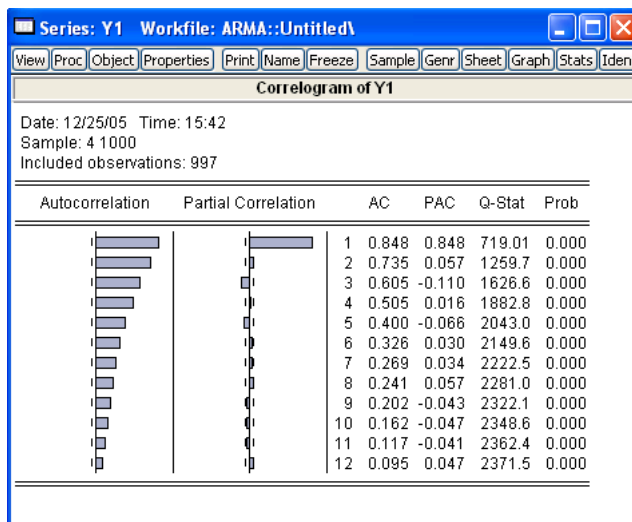 Series: Y1 Workfile: ARMA::Untitled\
View Proc Object Properties Print Name Freeze Sample Genr Sheet Graph Stats Iden
Correlogram of Y1
Date: 12/25/05 Time: 15:42
Sample: 4 1000
Included observations: 997
Autocorrelation Partial Correlation AC PAC Q-Stat Prob
1 0.848 0.848 719.01 0.000
2 0.735 0.057 1259.7 0.000
3 0.605 -0.110 1626.6 0.000
4 0.505 0.016 1882.8 0.000
5 0.400 -0.066 2043.0 0.000
6 0.326 0.030 2149.6 0.000
7 0.269 0.034 2222.5 0.000
8 0.241 0.057 2281.0 0.000
9 0.202 -0.043 2322.1 0.000
10 0.162 -0.047 2348.6 0.000
11 0.117 -0.041 2362.4 0.000
12 0.095 0.047 2371.5 0.000